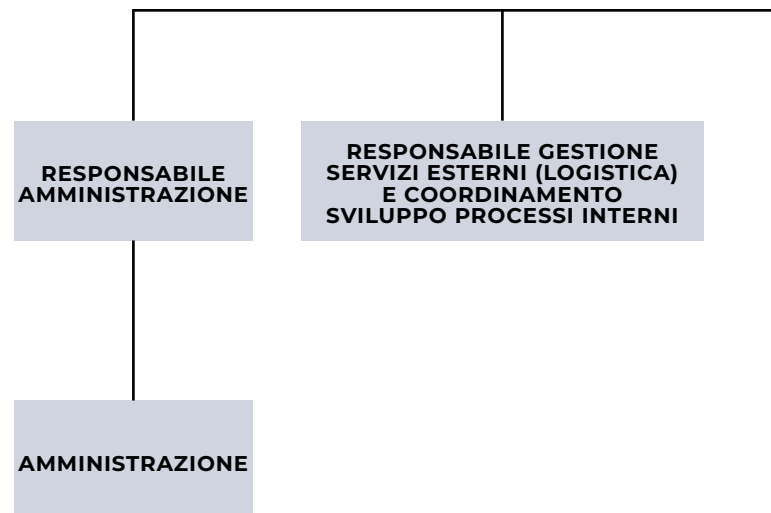 RESPONSABILE
AMMINISTRAZIONE
RESPONSABILE GESTIONE
SERVIZI ESTERNI (LOGISTICA)
E COORDINAMENTO
SVILUPPO PROCESSI INTERNI
AMMINISTRAZIONE